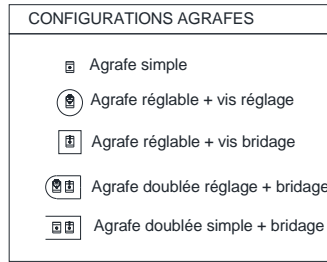 CONFIGURATIONS AGRAFES
Agrafe simple
Agrafe réglable + vis réglage
Agrafe réglable + vis bridage
Agrafe doublée réglage + bridage
Agrafe doublée simple + bridage